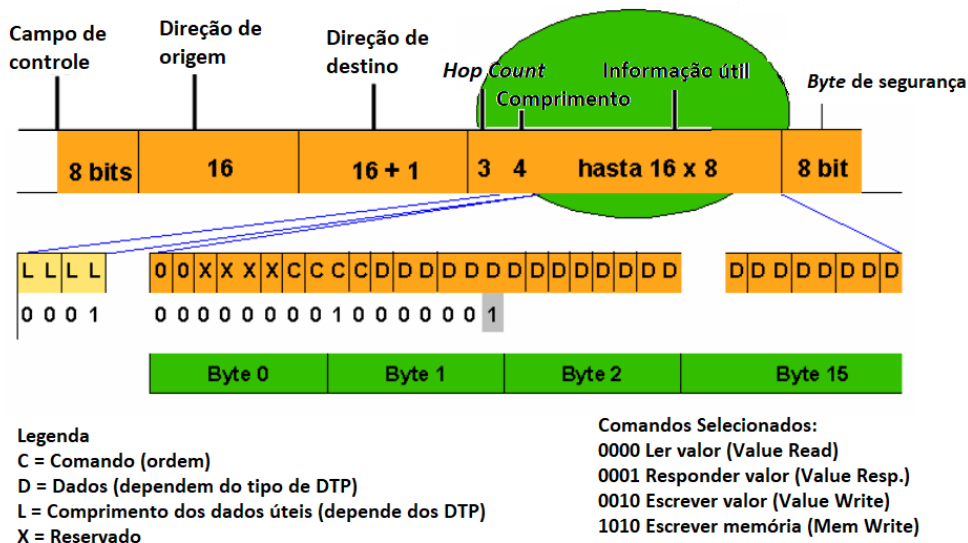 Campo de controle
Direção de origem
Direção de destino
Hop Count
Comprimento
Informação útil
Byte de segurança
8 bits 16 16 + 1 3 4 hasta 16 x 8 8 bit
L L L L 0 0 X X X X C C C C D D D D D D D D D D D D D D D D D D D D D D D D
0 0 0 1 0 0 0 0 0 0 0 0 1 0 0 0 0 0 0 1
Byte 0 Byte 1 Byte 2 Byte 15
Legenda
C = Comando (ordem)
D = Dados (dependem do tipo de DTP)
L = Comprimento dos dados úteis (depende dos DTP)
X = Reservado
Comandos Selecionados:
0000 Ler valor (Value Read)
0001 Responder valor (Value Resp.)
0010 Escrever valor (Value Write)
1010 Escrever memória (Mem Write)